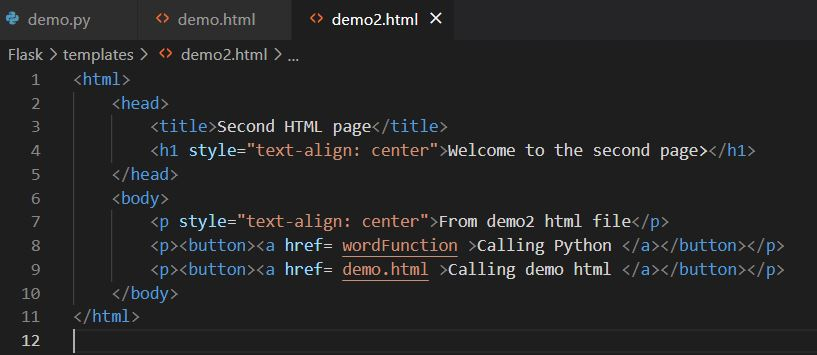 demo.py demo.html demo2.html ×
Flask > templates > demo2.html > ...
1 <html>
2 <head>
3 <title>Second HTML page</title>
4 <h1 style="text-align: center">Welcome to the second page></h1>
5 </head>
6 <body>
7 <p style="text-align: center">From demo2 html file</p>
8 <p><button><a href= wordFunction >Calling Python </a></button></p>
9 <p><button><a href= demo.html >Calling demo html </a></button></p>
10 </body>
11 </html>
12